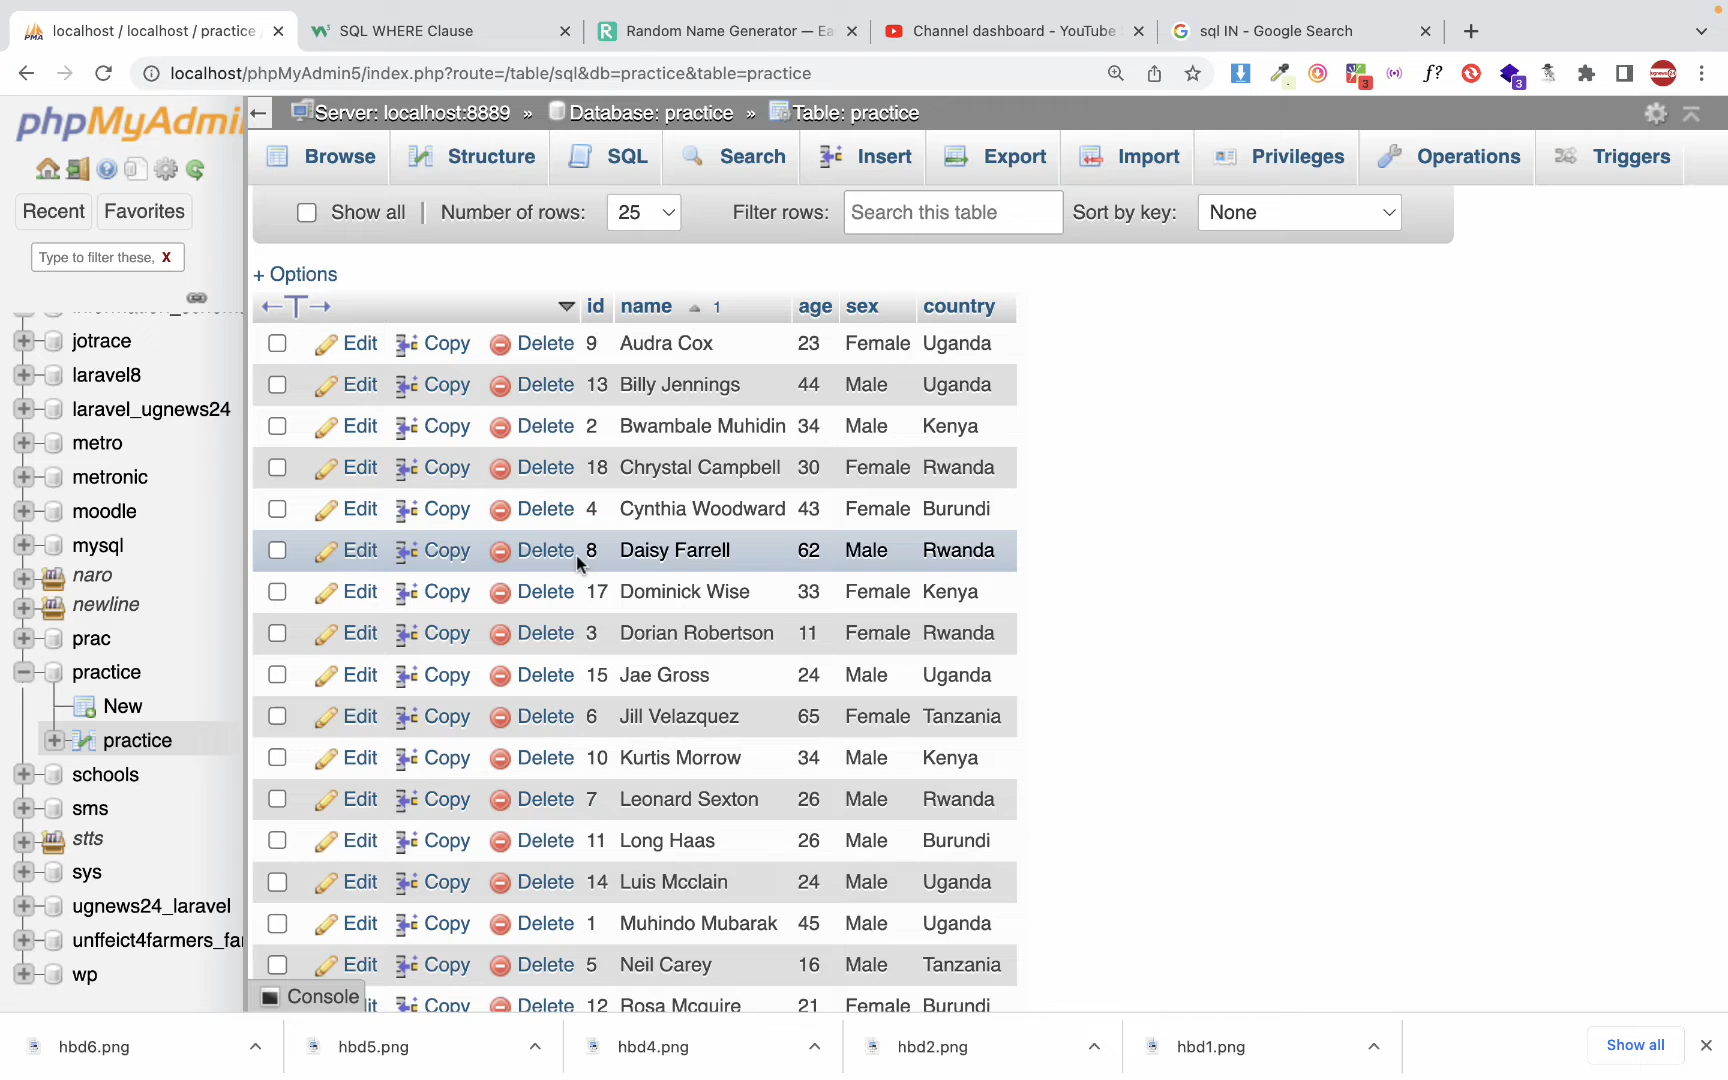 localhost / localhost / practice
SQL WHERE Clause
Random Name Generator — Ea
Channel dashboard - YouTube
sql IN - Google Search
localhost/phpMyAdmin5/index.php?route=/table/sql&db=practice&table=practice
phpMyAdmi
Recent
Favorites
Type to filter these,
X
jotrace
laravel8
laravel_ugnews24
metro
metronic
moodle
mysql
naro
newline
prac
practice
New
practice
schools
sms
stts
sys
ugnews24_laravel
unffeict4farmers_fa
wp
Server: localhost:8889 » Database: practice » Table: practice
Browse
Structure
SQL
Search
Insert
Export
Import
Privileges
Operations
Triggers
Show all | Number of rows: 25 Filter rows: Search this table Sort by key: None
+ Options
id name 1 age sex country
Edit Copy Delete 9 Audra Cox 23 Female Uganda
Edit Copy Delete 13 Billy Jennings 44 Male Uganda
Edit Copy Delete 2 Bwambale Muhidin 34 Male Kenya
Edit Copy Delete 18 Chrystal Campbell 30 Female Rwanda
Edit Copy Delete 4 Cynthia Woodward 43 Female Burundi
Edit Copy Delete 8 Daisy Farrell 62 Male Rwanda
Edit Copy Delete 17 Dominick Wise 33 Female Kenya
Edit Copy Delete 3 Dorian Robertson 11 Female Rwanda
Edit Copy Delete 15 Jae Gross 24 Male Uganda
Edit Copy Delete 6 Jill Velazquez 65 Female Tanzania
Edit Copy Delete 10 Kurtis Morrow 34 Male Kenya
Edit Copy Delete 7 Leonard Sexton 26 Male Rwanda
Edit Copy Delete 11 Long Haas 26 Male Burundi
Edit Copy Delete 14 Luis Mcclain 24 Male Uganda
Edit Copy Delete 1 Muhindo Mubarak 45 Male Uganda
Edit Copy Delete 5 Neil Carey 16 Male Tanzania
Copy Delete 12 Rosa Mcguire 21 Female Burundi
Console
hbd6.png
hbd5.png
hbd4.png
hbd2.png
hbd1.png
Show all